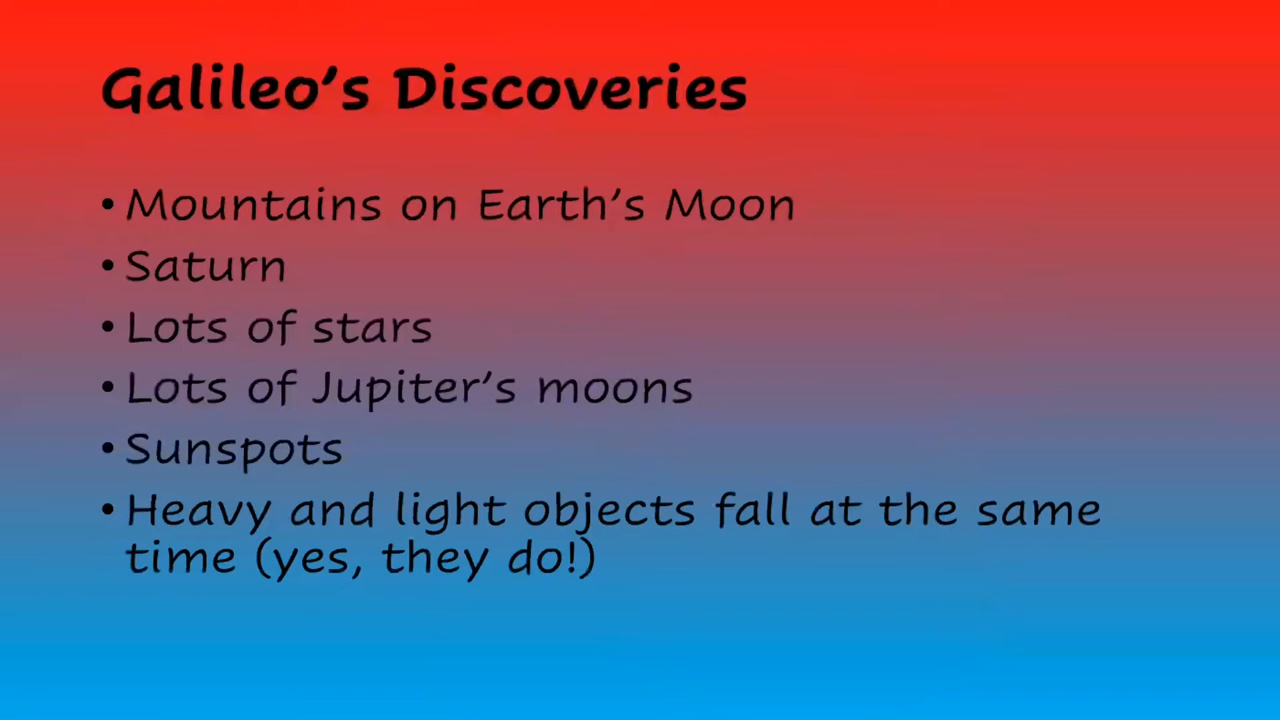 Galileo’s Discoveries
• Mountains on Earth’s Moon
• Saturn
• Lots of stars
• Lots of Jupiter’s moons
• Sunspots
• Heavy and light objects fall at the same
time (yes, they do!)